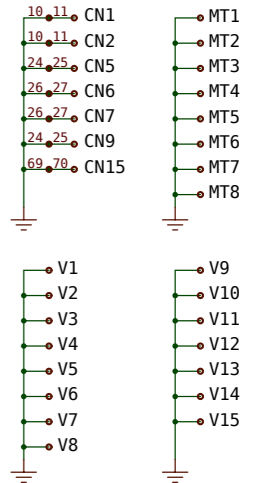 10 11 CN1
10 11 CN2
24 25 CN5
26 27 CN6
26 27 CN7
24 25 CN9
69 70 CN15
MT1
MT2
MT3
MT4
MT5
MT6
MT7
MT8
V1
V2
V3
V4
V5
V6
V7
V8
V9
V10
V11
V12
V13
V14
V15